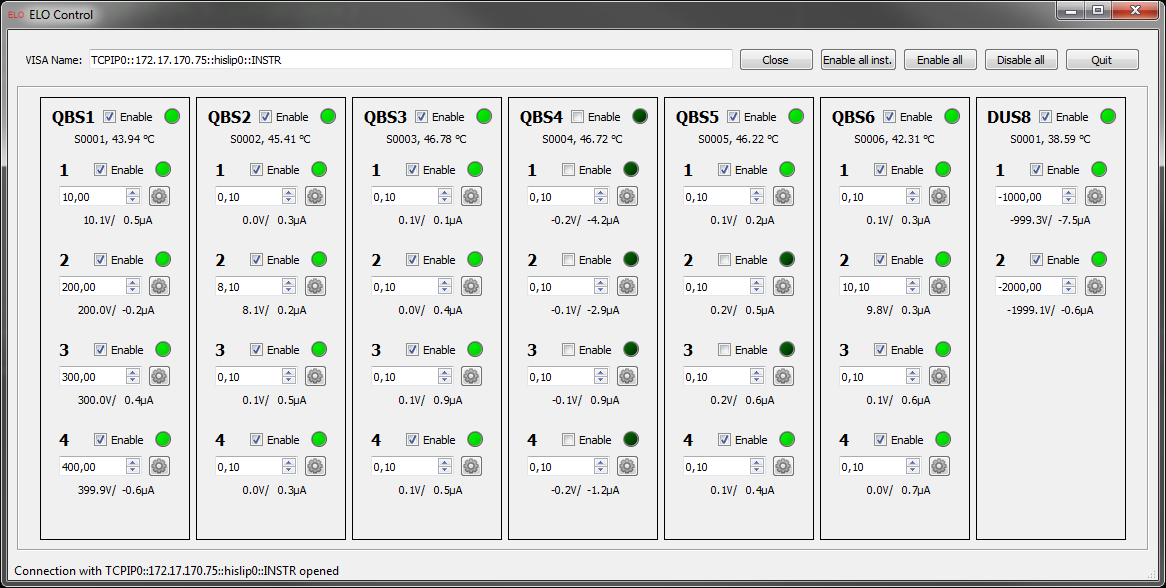 ELO ELO Control
VISA Name: TCPIP0::172.17.170.75::hislip0::INSTR Close Enable all inst. Enable all Disable all Quit
QBS1 Enable QBS2 Enable QBS3 Enable QBS4 Enable QBS5 Enable QBS6 Enable DUS8 Enable
S0001, 43.94 ºC S0002, 45.41 ºC S0003, 46.78 ºC S0004, 46.72 ºC S0005, 46.22 ºC S0006, 42.31 ºC S0001, 38.59 ºC
1 Enable 1 Enable 1 Enable 1 Enable 1 Enable 1 Enable 1 Enable
10,00 0,10 0,10 0,10 0,10 0,10 -1000,00
10.1V/ 0.5µA 0.0V/ 0.3µA 0.1V/ 0.1µA -0.2V/ -4.2µA 0.1V/ 0.2µA 0.1V/ 0.3µA -999.3V/ -7.5µA
2 Enable 2 Enable 2 Enable 2 Enable 2 Enable 2 Enable 2 Enable
200,00 8,10 0,10 0,10 0,10 10,10 -2000,00
200.0V/ -0.2µA 8.1V/ 0.2µA 0.0V/ 0.4µA -0.1V/ -2.9µA 0.2V/ 0.5µA 9.8V/ 0.3µA -1999.1V/ -0.6µA
3 Enable 3 Enable 3 Enable 3 Enable 3 Enable 3 Enable
300,00 0,10 0,10 0,10 0,10 0,10
300.0V/ 0.4µA 0.1V/ 0.5µA 0.1V/ 0.9µA -0.1V/ 0.9µA 0.2V/ 0.6µA 0.1V/ 0.6µA
4 Enable 4 Enable 4 Enable 4 Enable 4 Enable 4 Enable
400,00 0,10 0,10 0,10 0,10 0,10
399.9V/ -0.6µA 0.0V/ 0.3µA 0.1V/ 0.5µA -0.2V/ -1.2µA 0.1V/ 0.4µA 0.0V/ 0.7µA
Connection with TCPIP0::172.17.170.75::hislip0::INSTR opened